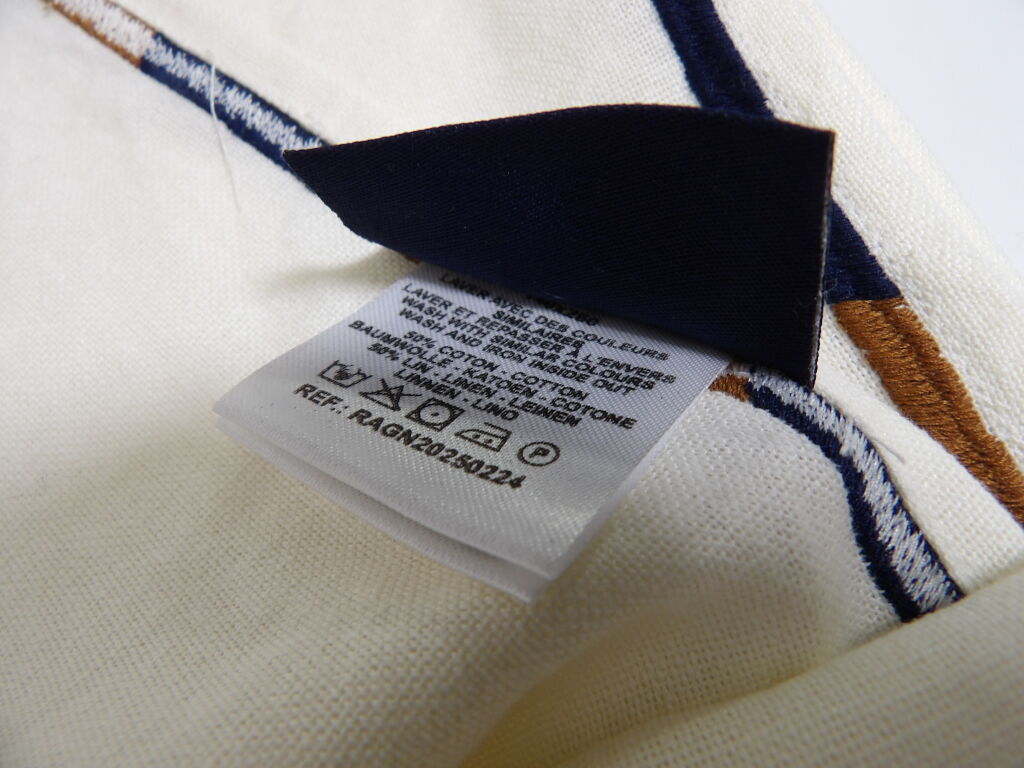 LAVER AVEC DES COULEURS
SIMILAIRES
LAVER ET REPASSER A L'ENVERS
WASH WITH SIMILAR COLOURS
WASH AND IRON INSIDE OUT
50% COTON - COTTON
BAUMWOLLE - KATOEN - COTONE
50% LIN - LINEN - LEINEN
LINNEN - LINO
P
REF.: RAGN20250224